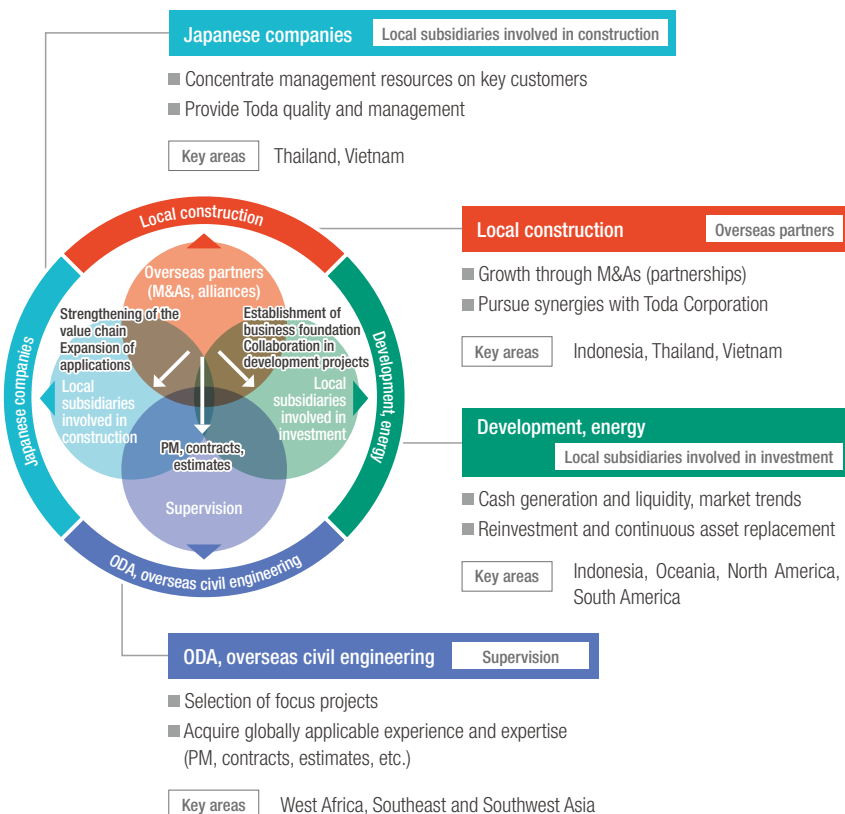 Japanese companies
Local subsidiaries involved in construction
Concentrate management resources on key customers
Provide Toda quality and management
Key areas
Thailand, Vietnam
Local construction
Overseas partners
(M&As, alliances)
Strengthening of the
value chain
Expansion of
applications
Establishment of
business foundation
Collaboration in
development projects
Local
subsidiaries
involved in
construction
Local
subsidiaries
involved in
investment
PM, contracts,
estimates
Supervision
Japanese companies
Development, energy
ODA, overseas civil engineering
Local construction
Overseas partners
Growth through M&As (partnerships)
Pursue synergies with Toda Corporation
Key areas
Indonesia, Thailand, Vietnam
Development, energy
Local subsidiaries involved in investment
Cash generation and liquidity, market trends
Reinvestment and continuous asset replacement
Key areas
Indonesia, Oceania, North America,
South America
ODA, overseas civil engineering
Supervision
Selection of focus projects
Acquire globally applicable experience and expertise
(PM, contracts, estimates, etc.)
Key areas
West Africa, Southeast and Southwest Asia